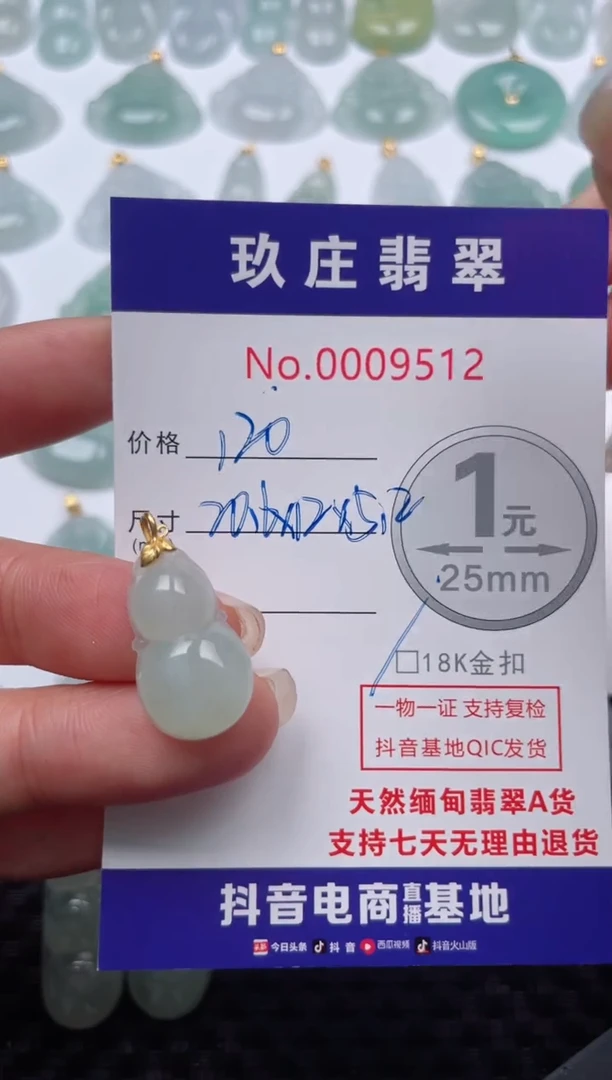 玖庄翡翠
No.0009512
价格 120
尺寸 20.6x12x5.2
1元
25mm
□18K金扣
一物一证 支持复检
抖音基地QIC发货
天然缅甸翡翠A货
支持七天无理由退货
抖音电商直播基地
今日头条 抖音 西瓜视频 抖音火山版